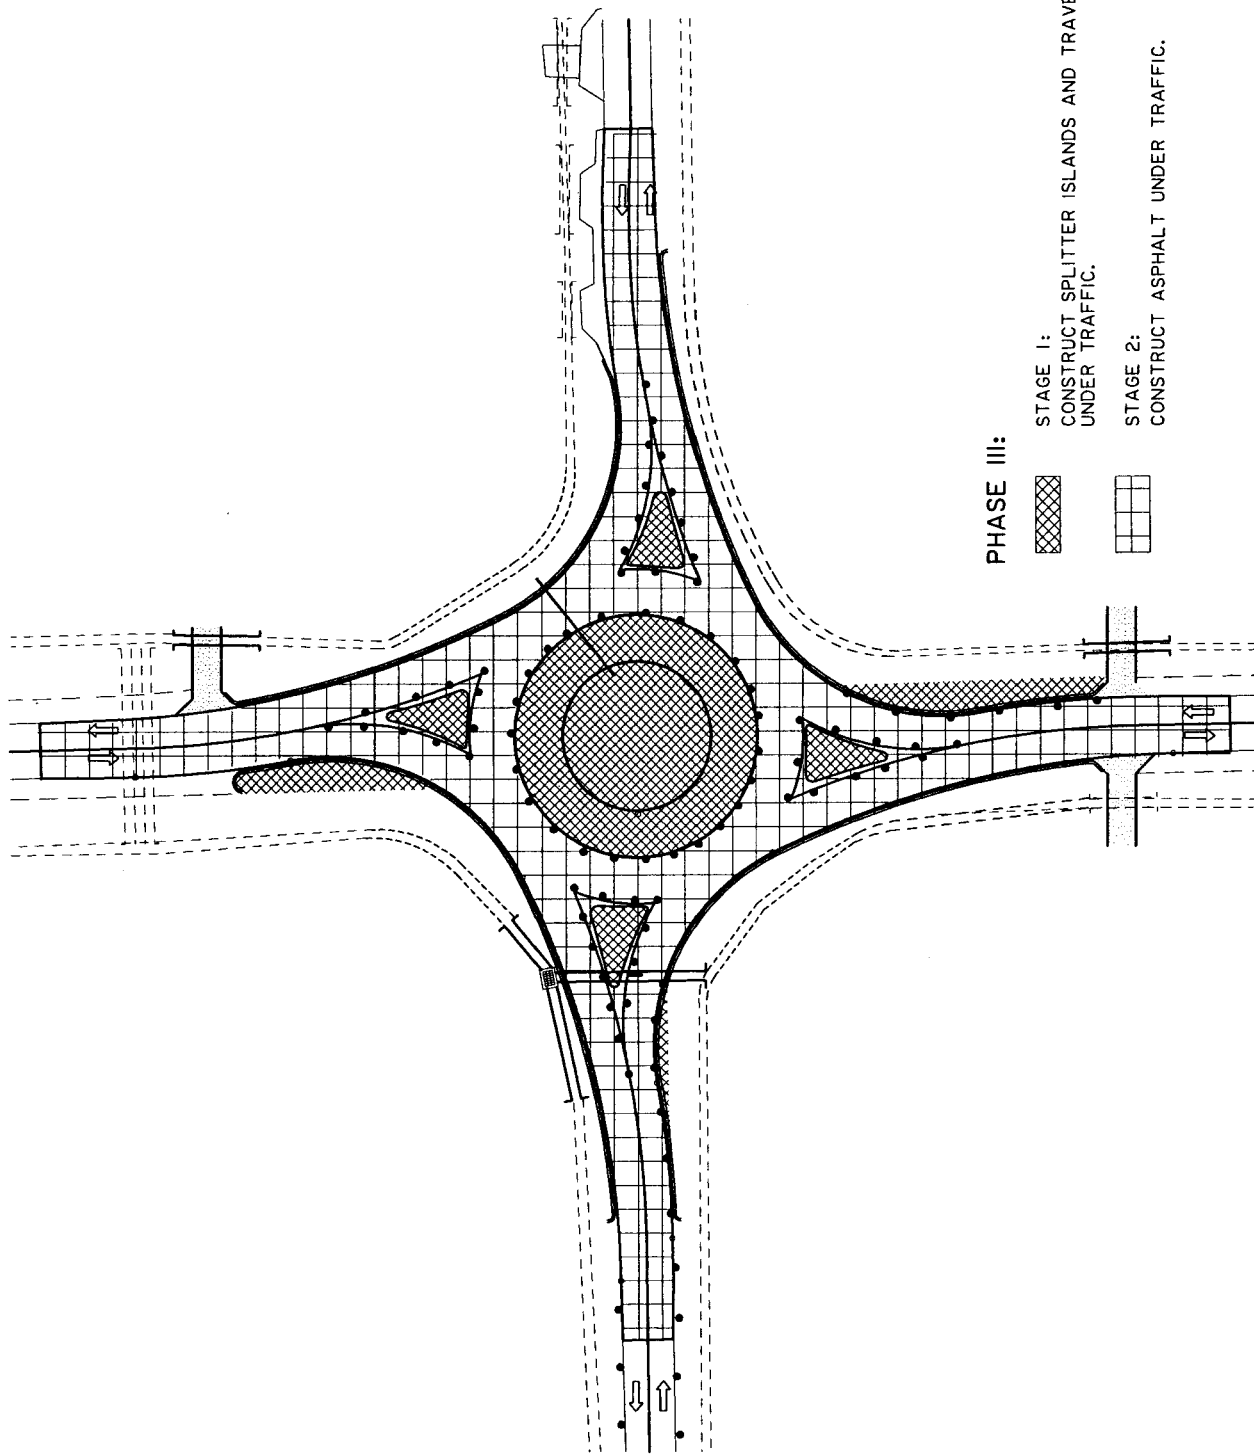 PHASE III:
STAGE 1:
CONSTRUCT SPLITTER ISLANDS AND
UNDER TRAFFIC.
STAGE 2:
CONSTRUCT ASPHALT UNDER TRAFFIC.